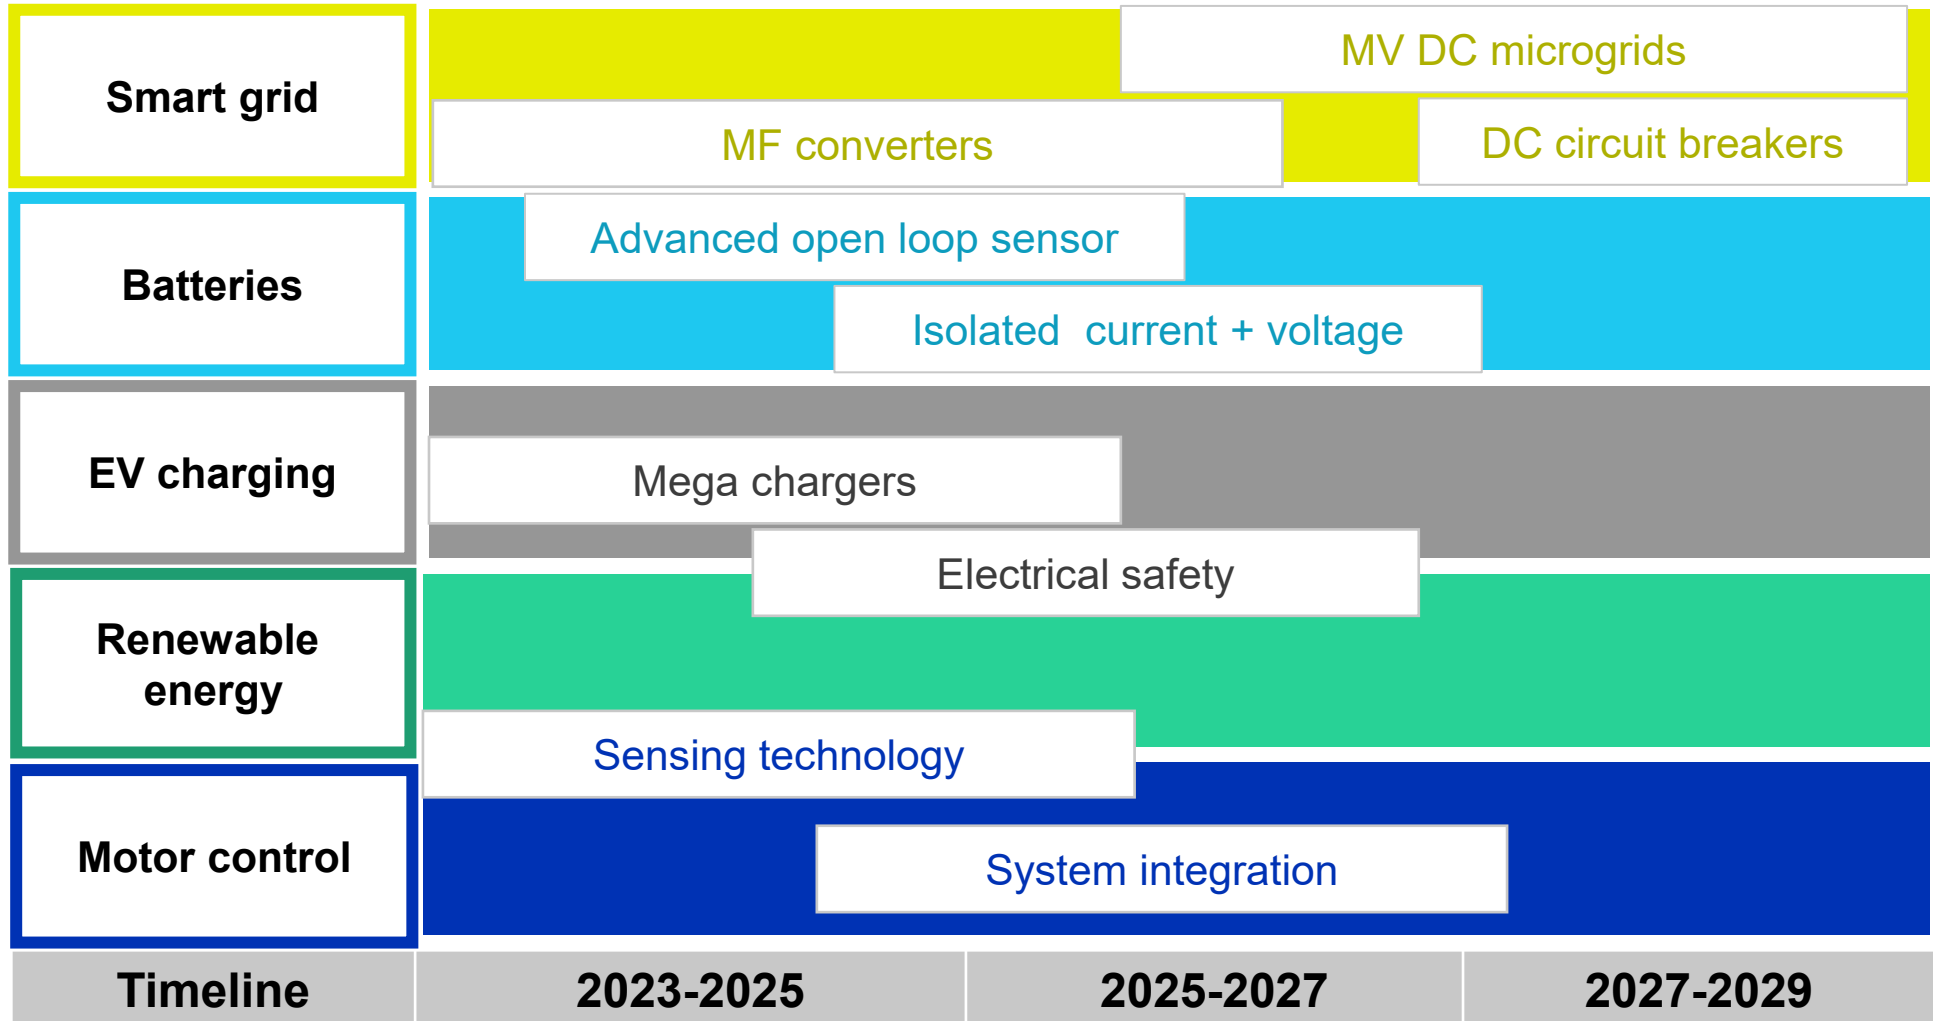 Smart grid
MV DC microgrids
MF converters
DC circuit breakers
Batteries
Advanced open loop sensor
Isolated  current + voltage
EV charging
Mega chargers
Electrical safety
Renewable
energy
Sensing technology
Motor control
System integration
Timeline
2023-2025
2025-2027
2027-2029